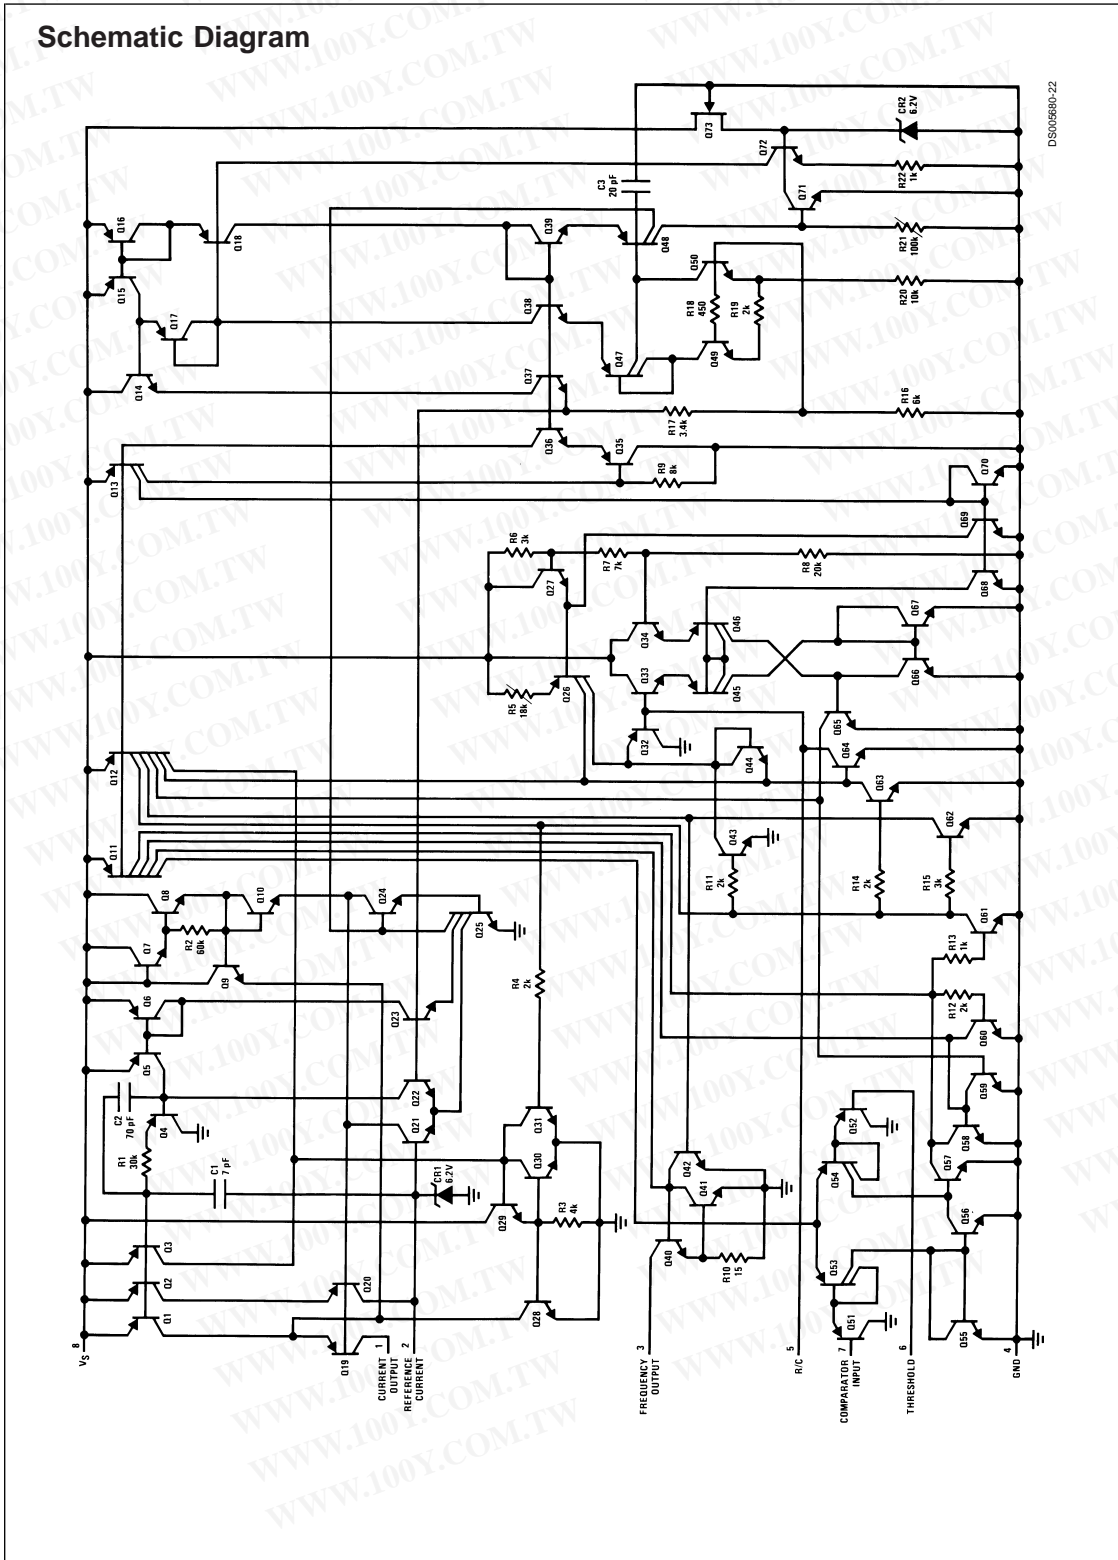 Schematic Diagram
WWW.100Y.COM.TW
DS005680-22
8
VS
Q1
Q2
Q3
R1
30k
Q4
C2
70 pF
C1
7 pF
Q5
Q6
Q7
Q8
R2
60k
Q9
Q10
Q11
Q12
Q13
Q14
Q15
Q16
Q17
Q18
Q19
Q20
CURRENT
OUTPUT
1
REFERENCE
CURRENT
2
CR1
6.2V
Q21
Q22
Q23
Q24
Q25
R4
2k
Q26
R5
18k
Q27
R6
3k
R7
7k
R8
20k
Q28
Q29
Q30
Q31
R3
4k
Q32
Q33
Q34
Q35
R9
8k
Q36
Q37
Q38
Q39
C3
20 pF
FREQUENCY
OUTPUT
3
Q40
Q41
Q42
R10
15
Q43
R11
2k
Q44
Q45
Q46
Q47
Q48
Q49
Q50
R18
450
R19
2k
R17
3.4k
R16
6k
R20
10k
R21
100k
R22
1k
Q71
Q72
Q73
CR2
6.2V
5
R/C
COMPARATOR
INPUT
7
THRESHOLD
6
Q51
Q52
Q53
Q54
Q55
Q56
Q57
Q58
Q59
Q60
R12
2k
R13
1k
Q61
R14
2k
R15
3k
Q62
Q63
Q64
Q65
Q66
Q67
Q68
Q69
Q70
GND
4